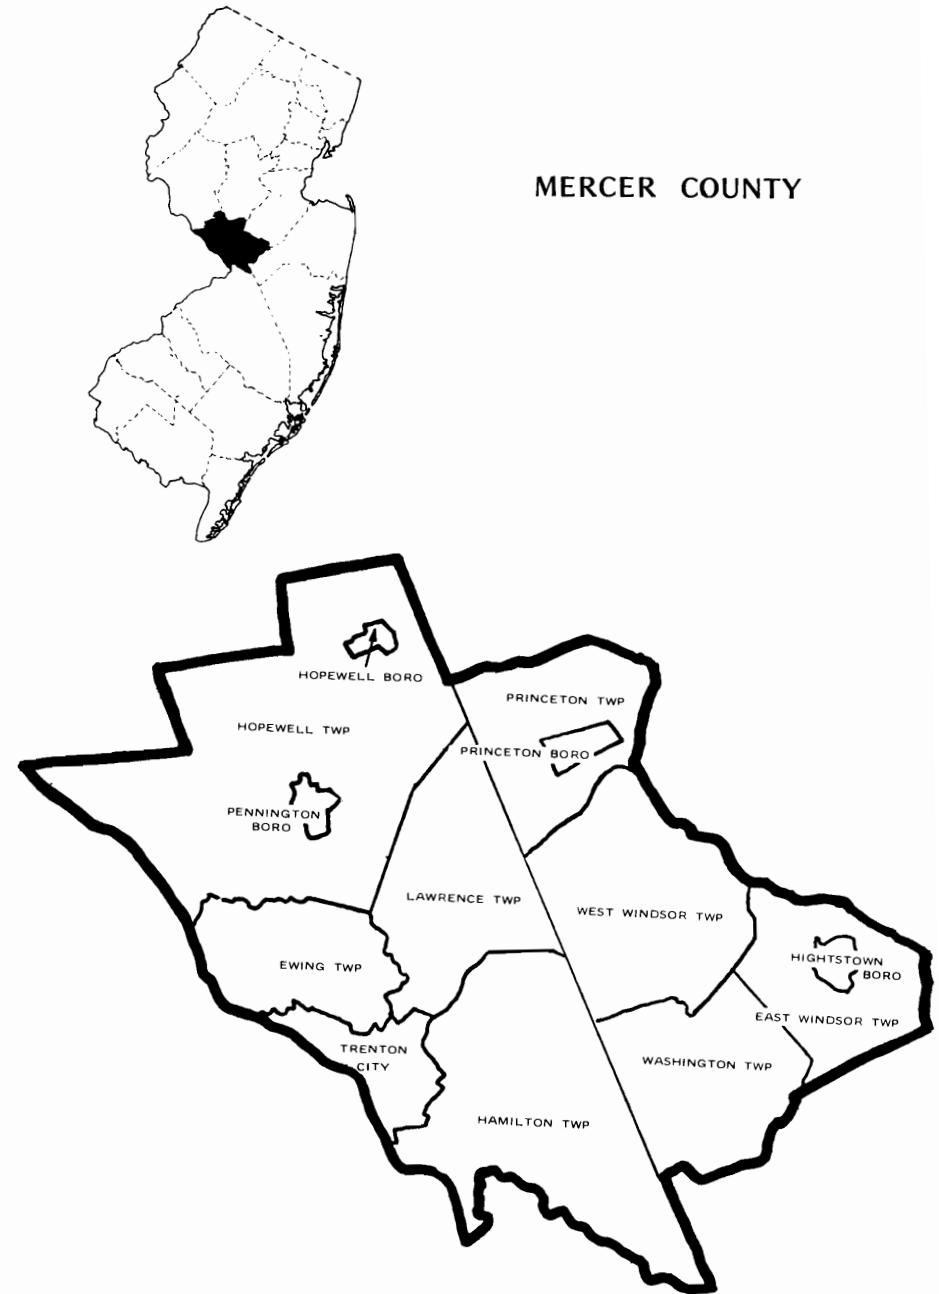 MERCER COUNTY
HOPEWELL BORO
PRINCETON TWP
HOPEWELL TWP
PRINCETON BORO
PENNINGTON
BORO
LAWRENCE TWP
WEST WINDSOR TWP
HIGHTSTOWN
BORO
EWING TWP
EAST WINDSOR TWP
TRENTON
CITY
WASHINGTON TWP
HAMILTON TWP